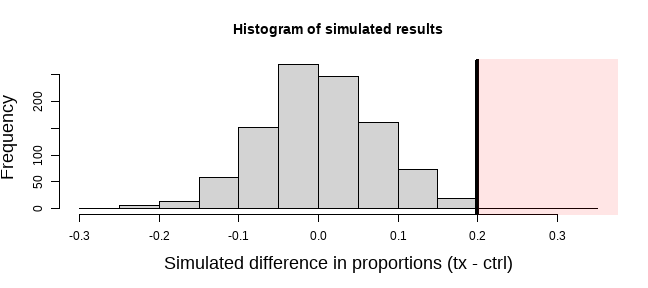 Histogram of simulated results
Frequency
200
100
50
0
-0.3 -0.2 -0.1 0.0 0.1 0.2 0.3
Simulated difference in proportions (tx - ctrl)